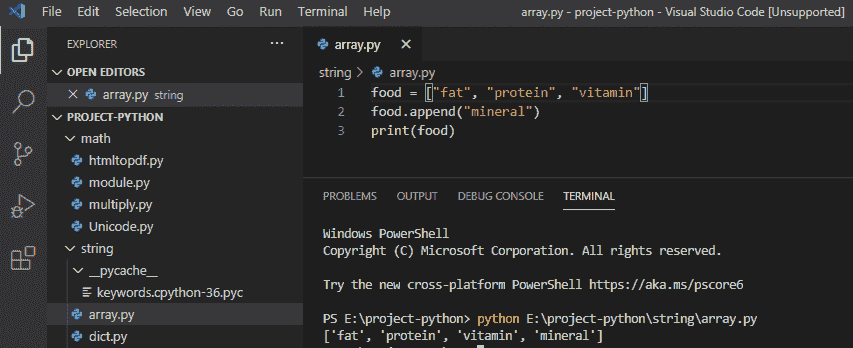 File Edit Selection View Go Run Terminal Help array.py - project-python - Visual Studio Code [Unsupported]
EXPLORER ...
OPEN EDITORS
array.py string
PROJECT-PYTHON
math
htmltopdf.py
module.py
multiply.py
Unicode.py
string
__pycache__
keywords.cpython-36.pyc
array.py
dict.py
array.py
string > array.py
1 food = ["fat", "protein", "vitamin"]
2 food.append("mineral")
3 print(food)
PROBLEMS OUTPUT DEBUG CONSOLE TERMINAL
Windows PowerShell
Copyright (C) Microsoft Corporation. All rights reserved.
Try the new cross-platform PowerShell https://aka.ms/pscore6
PS E:\project-python> python E:\project-python\string\array.py
['fat', 'protein', 'vitamin', 'mineral']